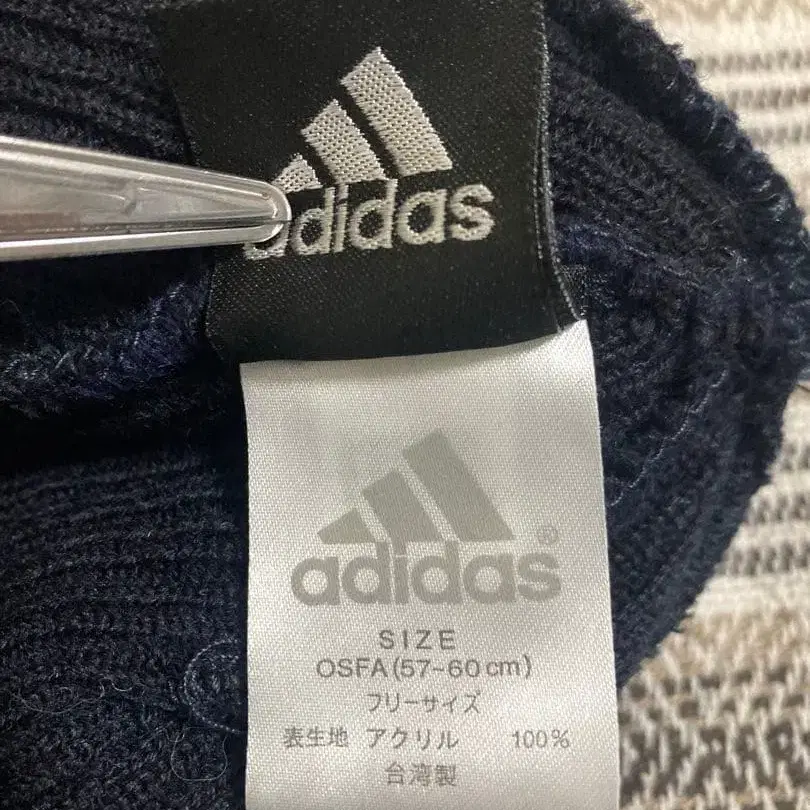 adidas
adidas®
SIZE
OSFA(57~60cm)
フリーサイズ
表生地 アクリル 100%
台湾製